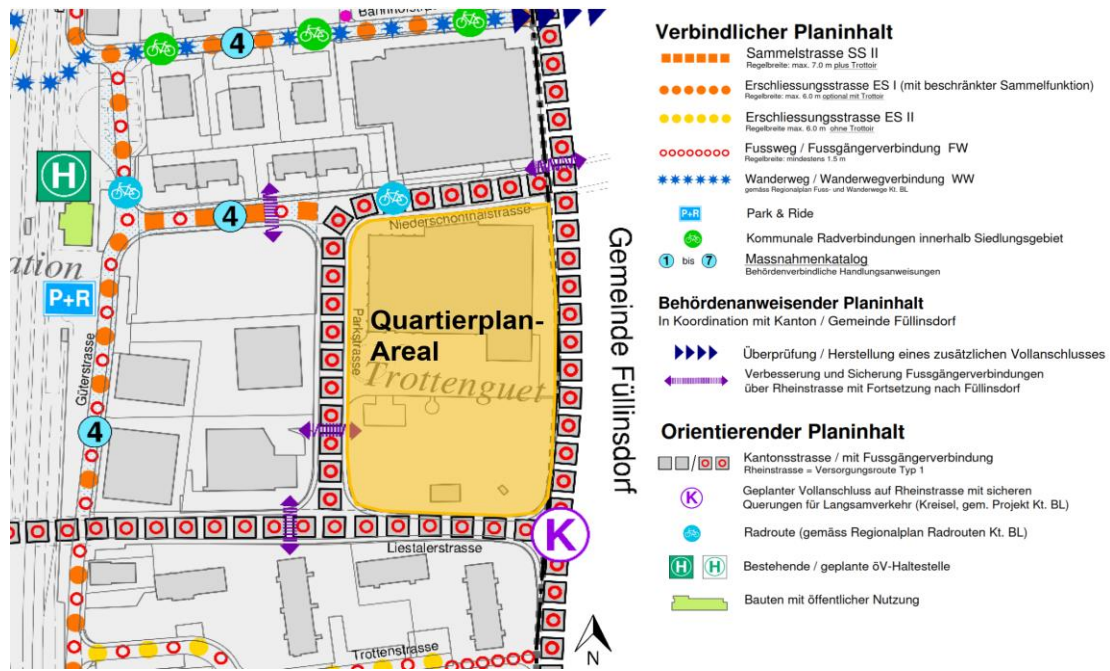 Bahnhofstrasse
4
H
Niederschönthalstrasse
4
ation
P+R
Quartierplan-
Areal
Parkstrasse
Trottenguet
Güterstrasse
4
Gemeinde Füllinsdorf
K
Liestalerstrasse
Trottenstrasse
N
Verbindlicher Planinhalt
Sammelstrasse SS II
Regelbreite: max. 7.0 m plus Trottoir
Erschliessungsstrasse ES I (mit beschränkter Sammelfunktion)
Regelbreite: max. 6.0 m optional mit Trottoir
Erschliessungsstrasse ES II
Regelbreite max. 6.0 m ohne Trottoir
Fussweg / Fussgängerverbindung FW
Regelbreite: mindestens 1.5 m
Wanderweg / Wanderwegverbindung WW
gemäss Regionalplan Fuss- und Wanderwege Kt. BL
P+R Park & Ride
Kommunale Radverbindungen innerhalb Siedlungsgebiet
1 bis 7 Massnahmenkatalog
Behördenverbindliche Handlungsanweisungen
Behördenanweisender Planinhalt
In Koordination mit Kanton / Gemeinde Füllinsdorf
Überprüfung / Herstellung eines zusätzlichen Vollanschlusses
Verbesserung und Sicherung Fussgängerverbindungen
über Rheinstrasse mit Fortsetzung nach Füllinsdorf
Orientierender Planinhalt
Kantonsstrasse / mit Fussgängerverbindung
Rheinstrasse = Versorgungsroute Typ 1
K Geplanter Vollanschluss auf Rheinstrasse mit sicheren
Querungen für Langsamverkehr (Kreisel, gem. Projekt Kt. BL)
Radroute (gemäss Regionalplan Radrouten Kt. BL)
H H Bestehende / geplante öV-Haltestelle
Bauten mit öffentlicher Nutzung